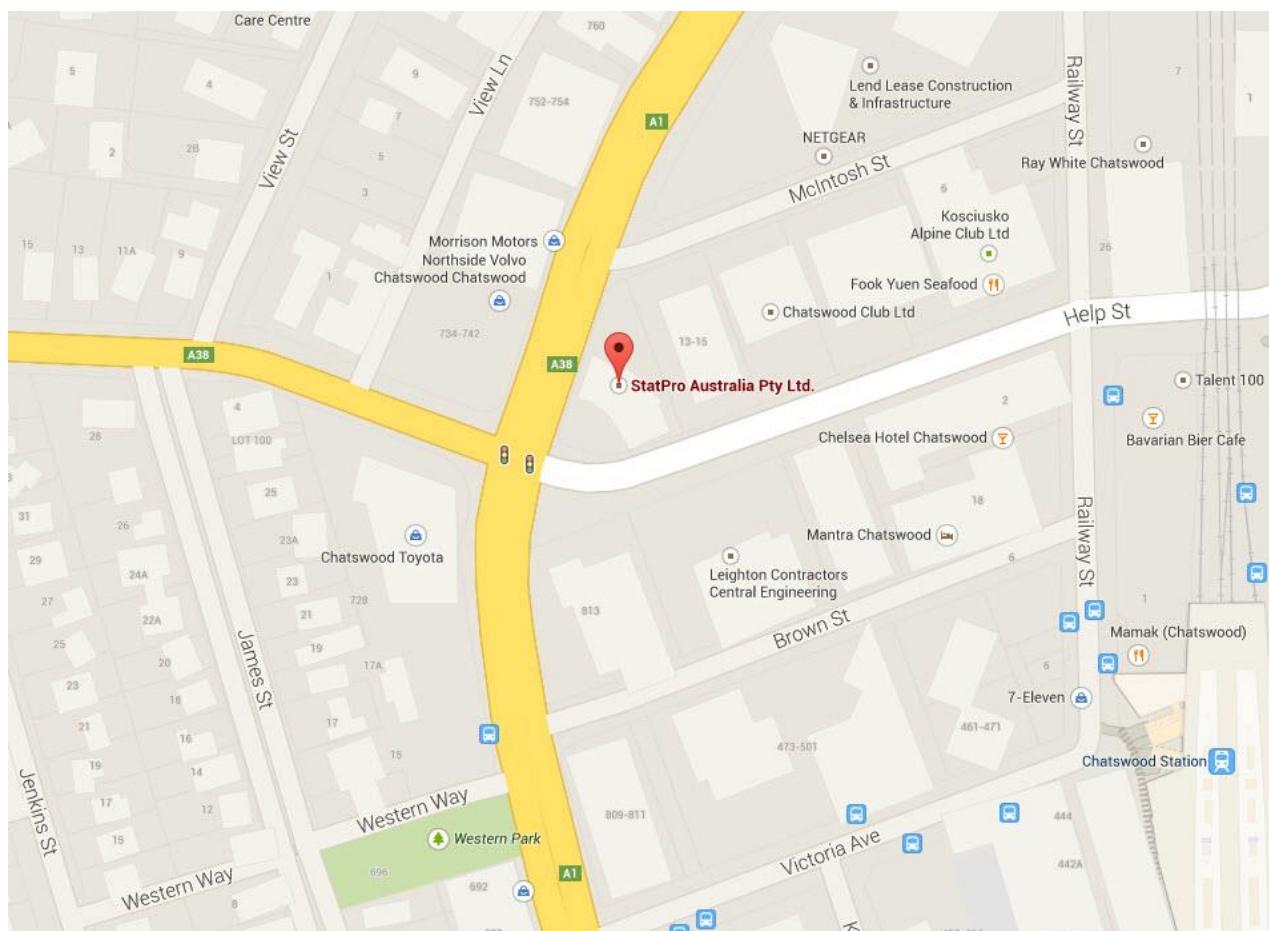 Care Centre
760
View Ln
5
4
9
752-754
7
A1
Lend Lease Construction
& Infrastructure
Railway St
7
1
NETGEAR
Ray White Chatswood
McIntosh St
2
2B
View St
5
3
6
Kosciusko
Alpine Club Ltd
15
13
11A
9
Morrison Motors
Northside Volvo
Chatswood Chatswood
1
26
Fook Yuen Seafood
Chatswood Club Ltd
Help St
734-742
13-15
A38
A38
StatPro Australia Pty Ltd.
Talent 100
4
LOT 100
28
2
Chelsea Hotel Chatswood
Bavarian Bier Cafe
25
18
31
26
23A
Chatswood Toyota
Mantra Chatswood
Railway St
29
24A
23
Leighton Contractors
Central Engineering
6
27
22A
21
728
813
1
Brown St
Mamak (Chatswood)
25
James St
19
20
17A
23
18
6
7-Eleven
21
16
17
15
473-501
461-471
9
Chatswood Station
19
14
Jenkins St
17
12
Western Way
809-811
444
15
Western Park
Victoria Ave
442A
696
Western Way
8
692
A1
K